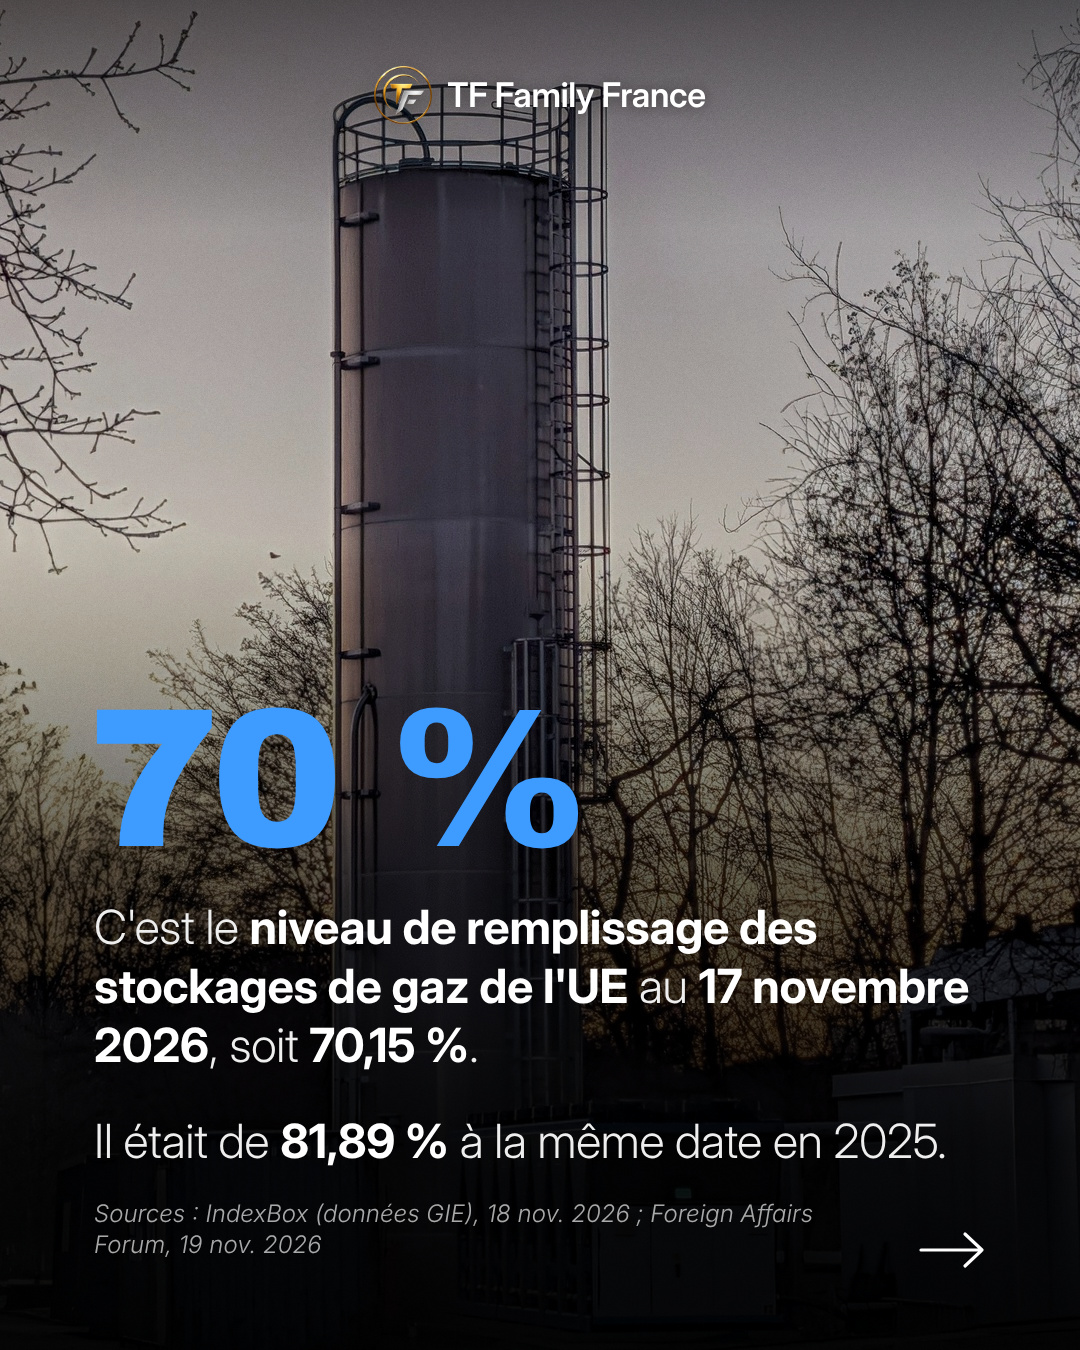 TF Family France
70 %
C'est le niveau de remplissage des
stockages de gaz de l'UE au 17 novembre
2026, soit 70,15 %.
Il était de 81,89 % à la même date en 2025.
Sources : IndexBox (données GIE), 18 nov. 2026 ; Foreign Affairs
Forum, 19 nov. 2026